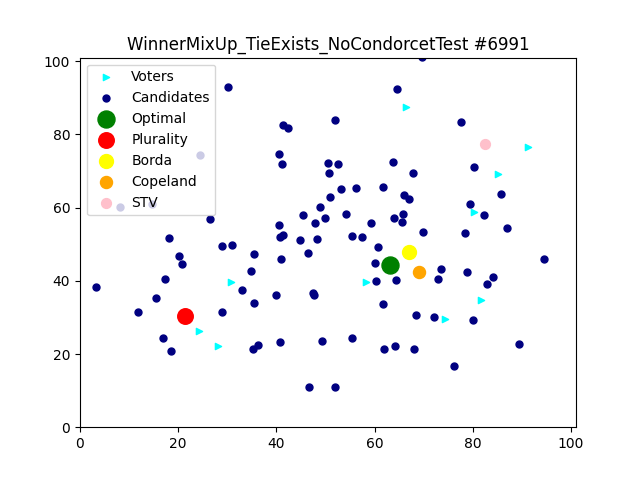 WinnerMixUp_TieExists_NoCondorcetTest #6991
100
80
60
40
20
0
0 20 40 60 80 100
Voters
Candidates
Optimal
Plurality
Borda
Copeland
STV